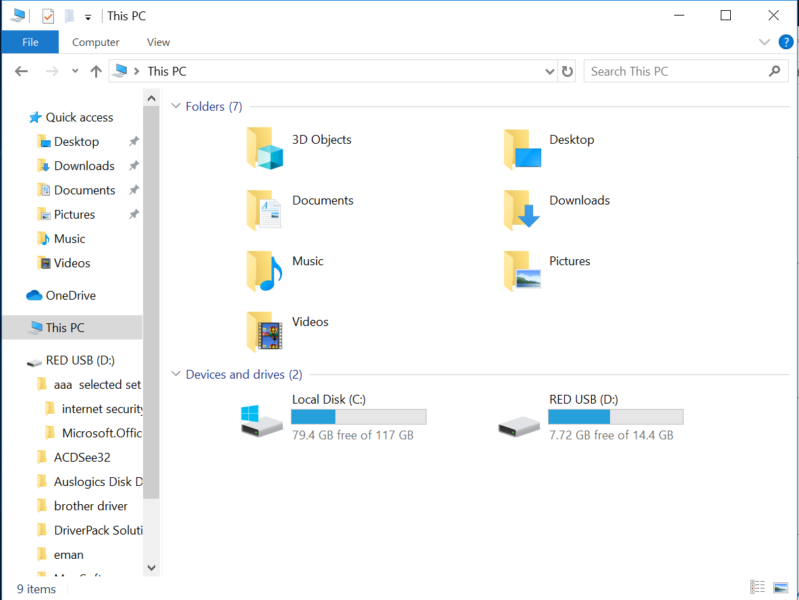 This PC
File
Computer
View
?
This PC
Search This PC
Quick access
Desktop
Downloads
Documents
Pictures
Music
Videos
OneDrive
This PC
RED USB (D:)
aaa selected set
internet security
Microsoft.Offic
ACDSee32
Auslogics Disk D
brother driver
DriverPack Soluti
eman
Folders (7)
3D Objects
Desktop
Documents
Downloads
Music
Pictures
Videos
Devices and drives (2)
Local Disk (C:)
79.4 GB free of 117 GB
RED USB (D:)
7.72 GB free of 14.4 GB
9 items